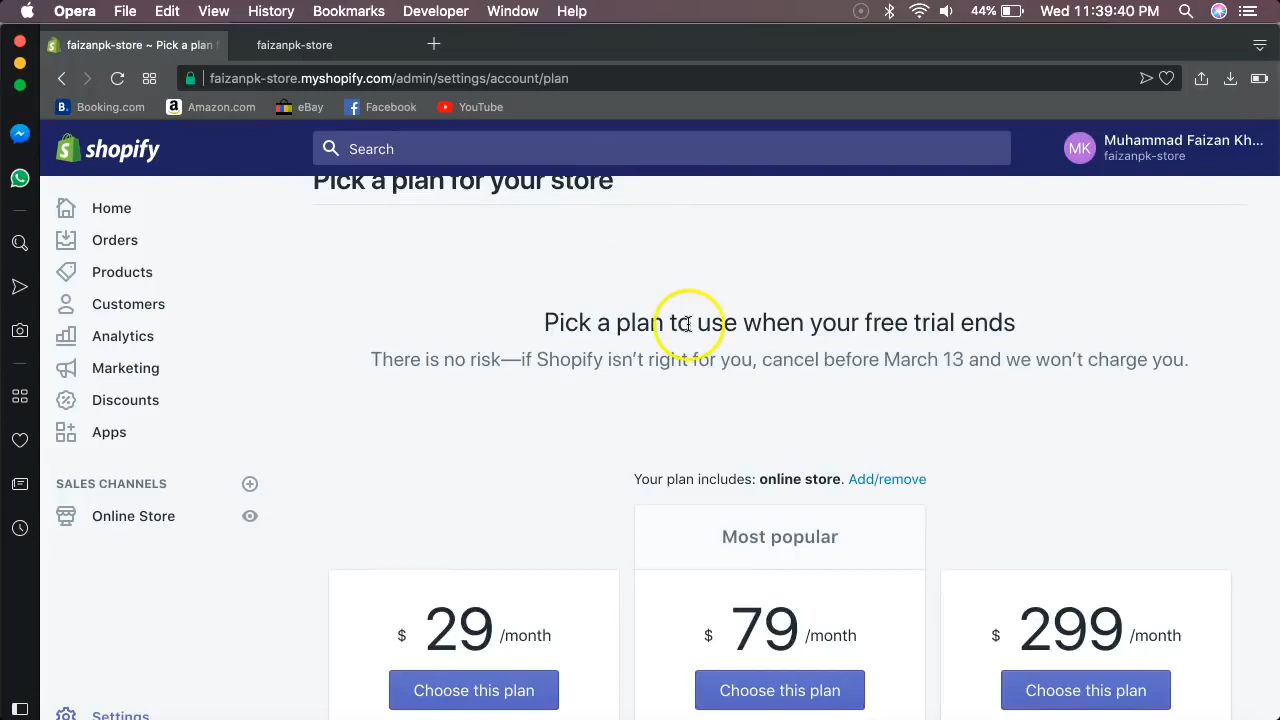 Opera File Edit View History Bookmarks Developer Window Help 44% Wed 11:39:40 PM
faizanpk-store ~ Pick a plan f faizanpk-store
faizanpk-store.myshopify.com/admin/settings/account/plan
B. Booking.com a Amazon.com eBay Facebook YouTube
shopify Search MK Muhammad Faizan Kh...
faizanpk-store
Pick a plan for your store
Home
Orders
Products
Customers
Analytics
Marketing
Discounts
Apps
SALES CHANNELS
Online Store
Settings
Pick a plan to use when your free trial ends
There is no risk—if Shopify isn't right for you, cancel before March 13 and we won't charge you.
Your plan includes: online store. Add/remove
Most popular
$ 29 /month $ 79 /month $ 299 /month
Choose this plan Choose this plan Choose this plan